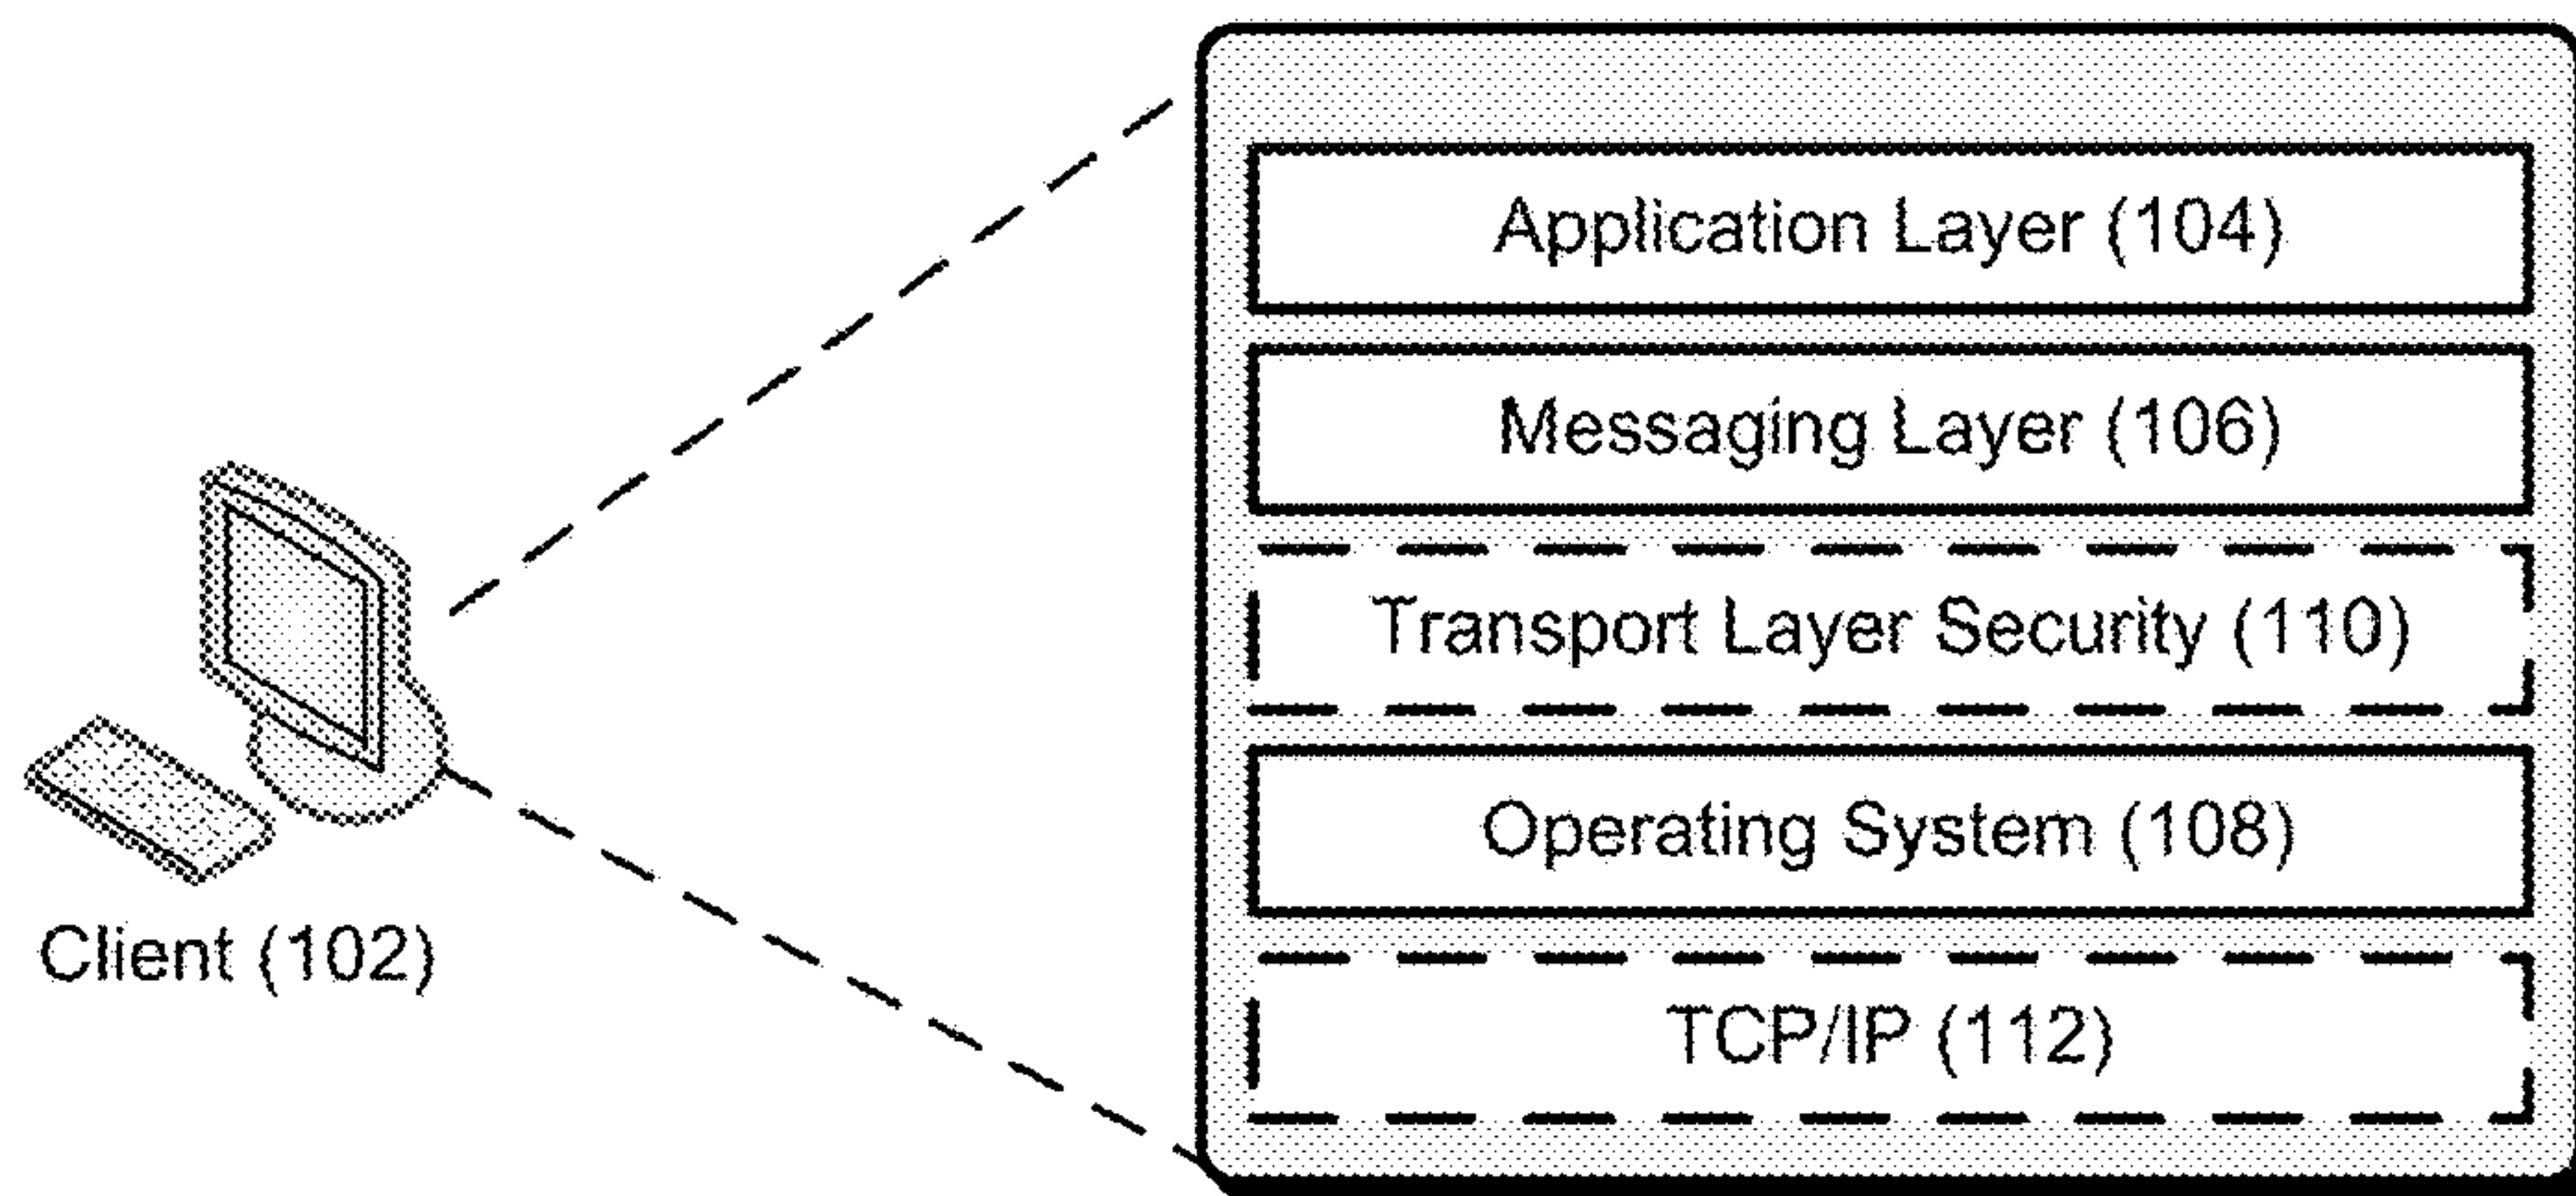 Application Layer (104)
Messaging Layer (106)
Transport Layer Security (110)
Operating System (108)
TCP/IP (112)
Client (102)